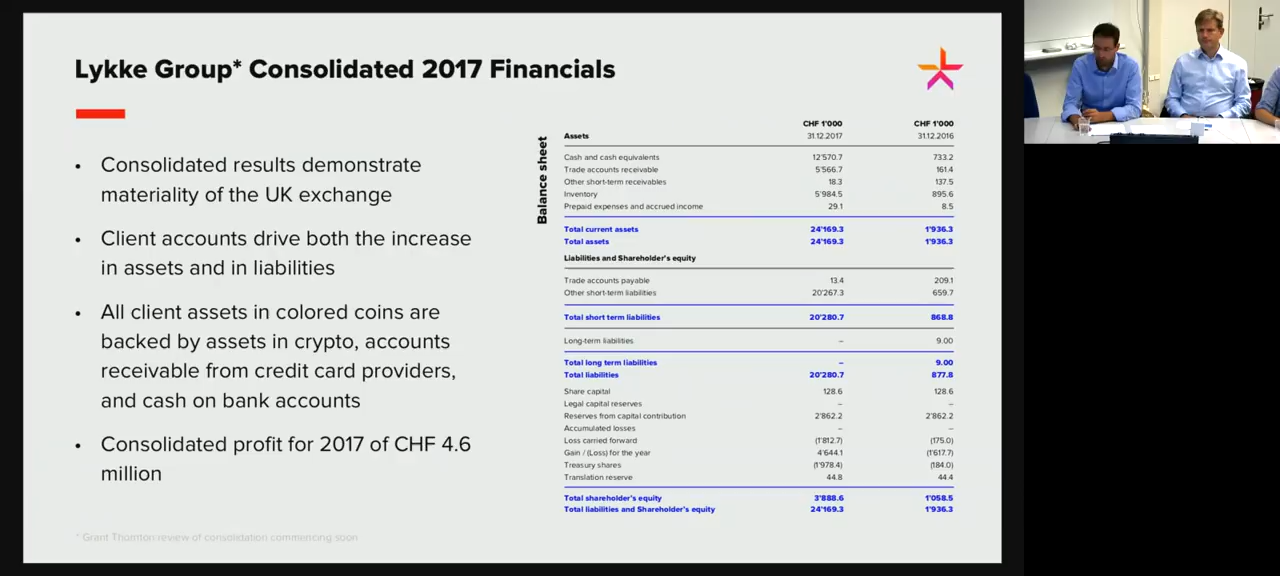 Lykke Group* Consolidated 2017 Financials
• Consolidated results demonstrate
materiality of the UK exchange
• Client accounts drive both the increase
in assets and in liabilities
• All client assets in colored coins are
backed by assets in crypto, accounts
receivable from credit card providers,
and cash on bank accounts
• Consolidated profit for 2017 of CHF 4.6
million
* Grant Thornton review of consolidation commencing soon
Balance sheet
CHF 1'000 CHF 1'000
Assets 31.12.2017 31.12.2016
Cash and cash equivalents 12'570.7 733.2
Trade accounts receivable 5'566.7 161.4
Other short-term receivables 18.3 137.5
Inventory 5'984.5 895.6
Prepaid expenses and accrued income 29.1 8.5
Total current assets 24'169.3 1'936.3
Total assets 24'169.3 1'936.3
Liabilities and Shareholder's equity
Trade accounts payable 13.4 209.1
Other short-term liabilities 20'267.3 659.7
Total short term liabilities 20'280.7 868.8
Long-term liabilities – 9.00
Total long term liabilities – 9.00
Total liabilities 20'280.7 877.8
Share capital 128.6 128.6
Legal capital reserves – –
Reserves from capital contribution 2'862.2 2'862.2
Accumulated losses – –
Loss carried forward (1'812.7) (175.0)
Gain / (Loss) for the year 4'644.1 (1'617.7)
Treasury shares (1'978.4) (184.0)
Translation reserve 44.8 44.4
Total shareholder's equity 3'888.6 1'058.5
Total liabilities and Shareholder's equity 24'169.3 1'936.3